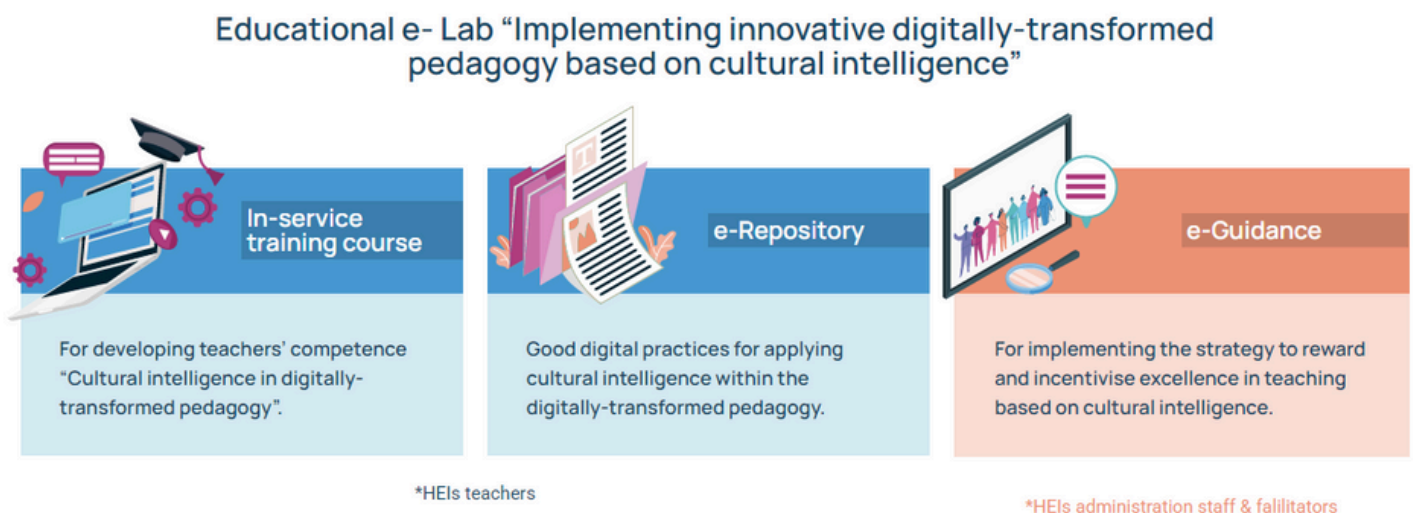 Educational e- Lab “Implementing innovative digitally-transformed
pedagogy based on cultural intelligence”
In-service
training course
For developing teachers’ competence
“Cultural intelligence in digitally-
transformed pedagogy”.
T
e-Repository
Good digital practices for applying
cultural intelligence within the
digitally-transformed pedagogy.
e-Guidance
For implementing the strategy to reward
and incentivise excellence in teaching
based on cultural intelligence.
*HEIs teachers
*HEIs administration staff & falilitators